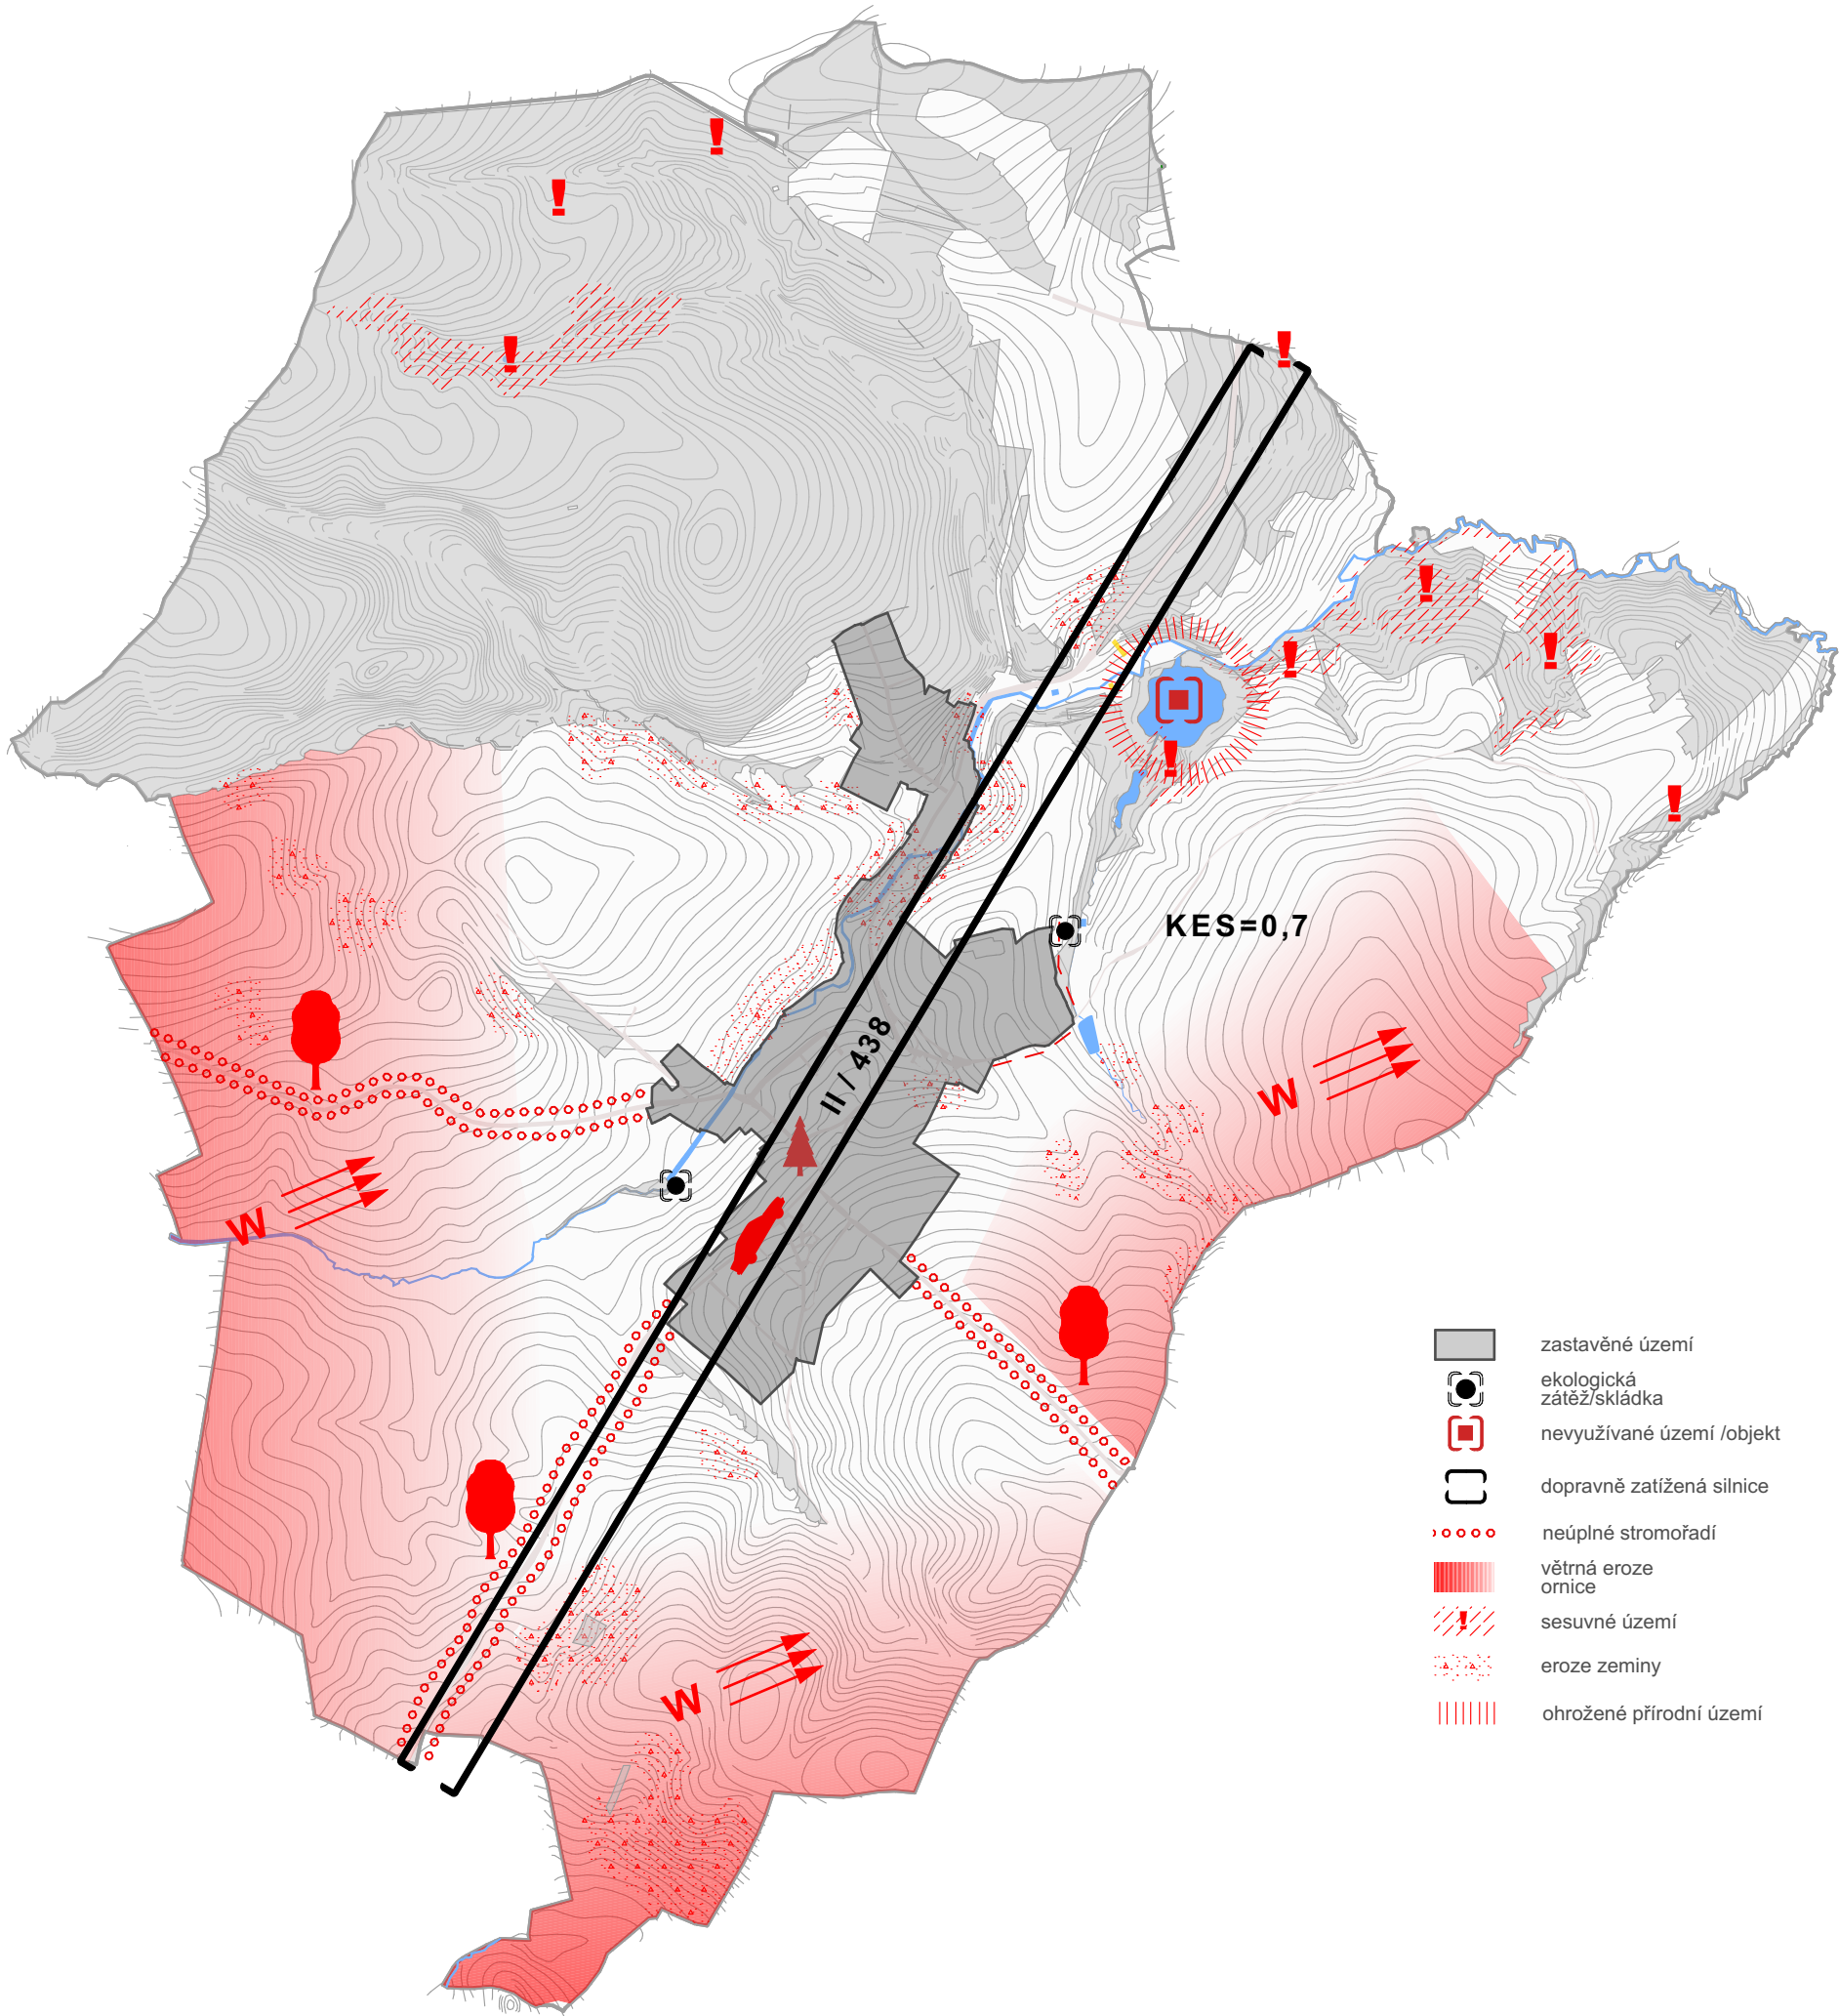 KES=0,7
II / 438
W
W
W
zastavěné území
ekologická
zátěž/skládka
nevyužívané území /objekt
dopravně zatížená silnice
neúplné stromořadí
větrná eroze
ornice
sesuvné území
eroze zeminy
ohrožené přírodní území